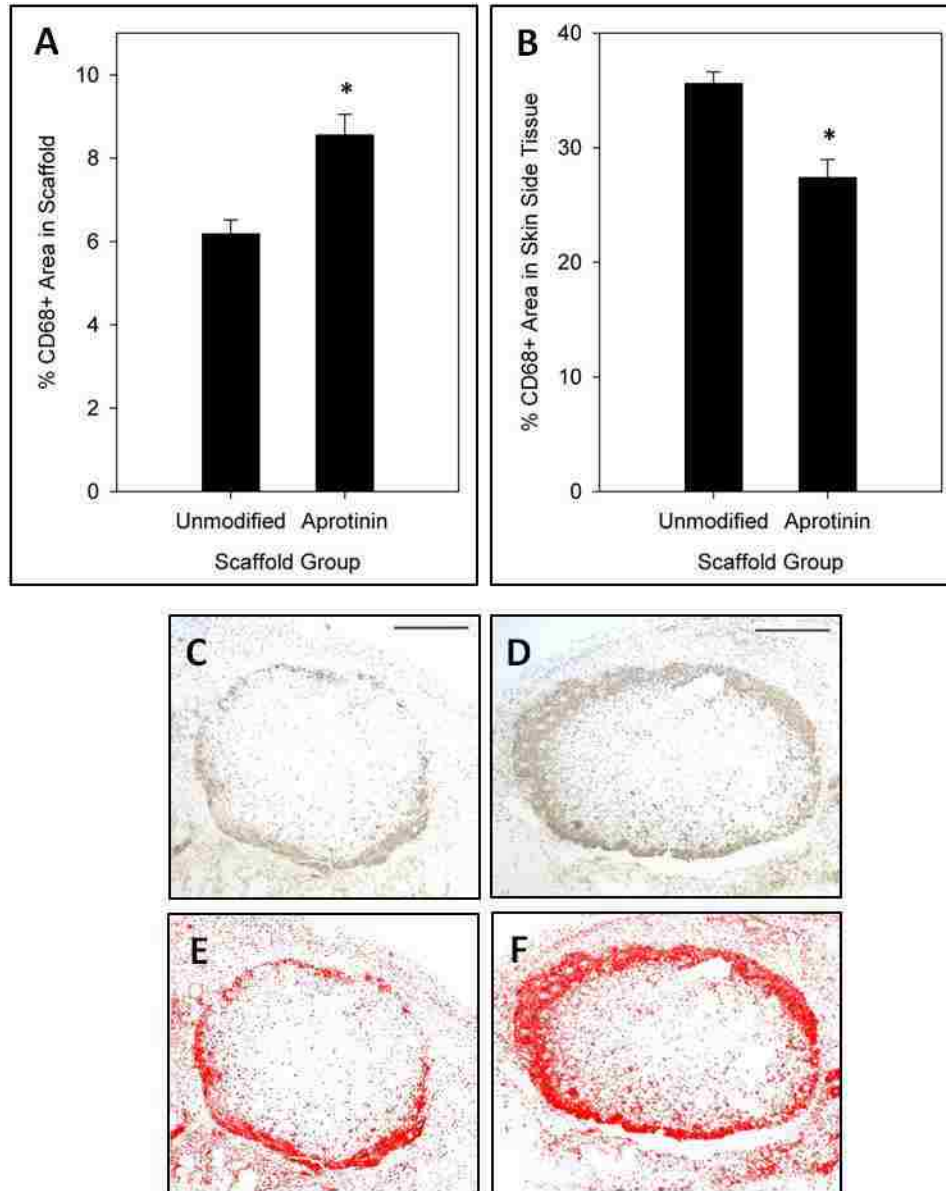 A
% CD68+ Area in Scaffold
10
8
6
4
2
0
*
Unmodified Aprotinin
Scaffold Group
B
% CD68+ Area in Skin Side Tissue
40
30
20
10
0
*
Unmodified Aprotinin
Scaffold Group
C
D
E
F